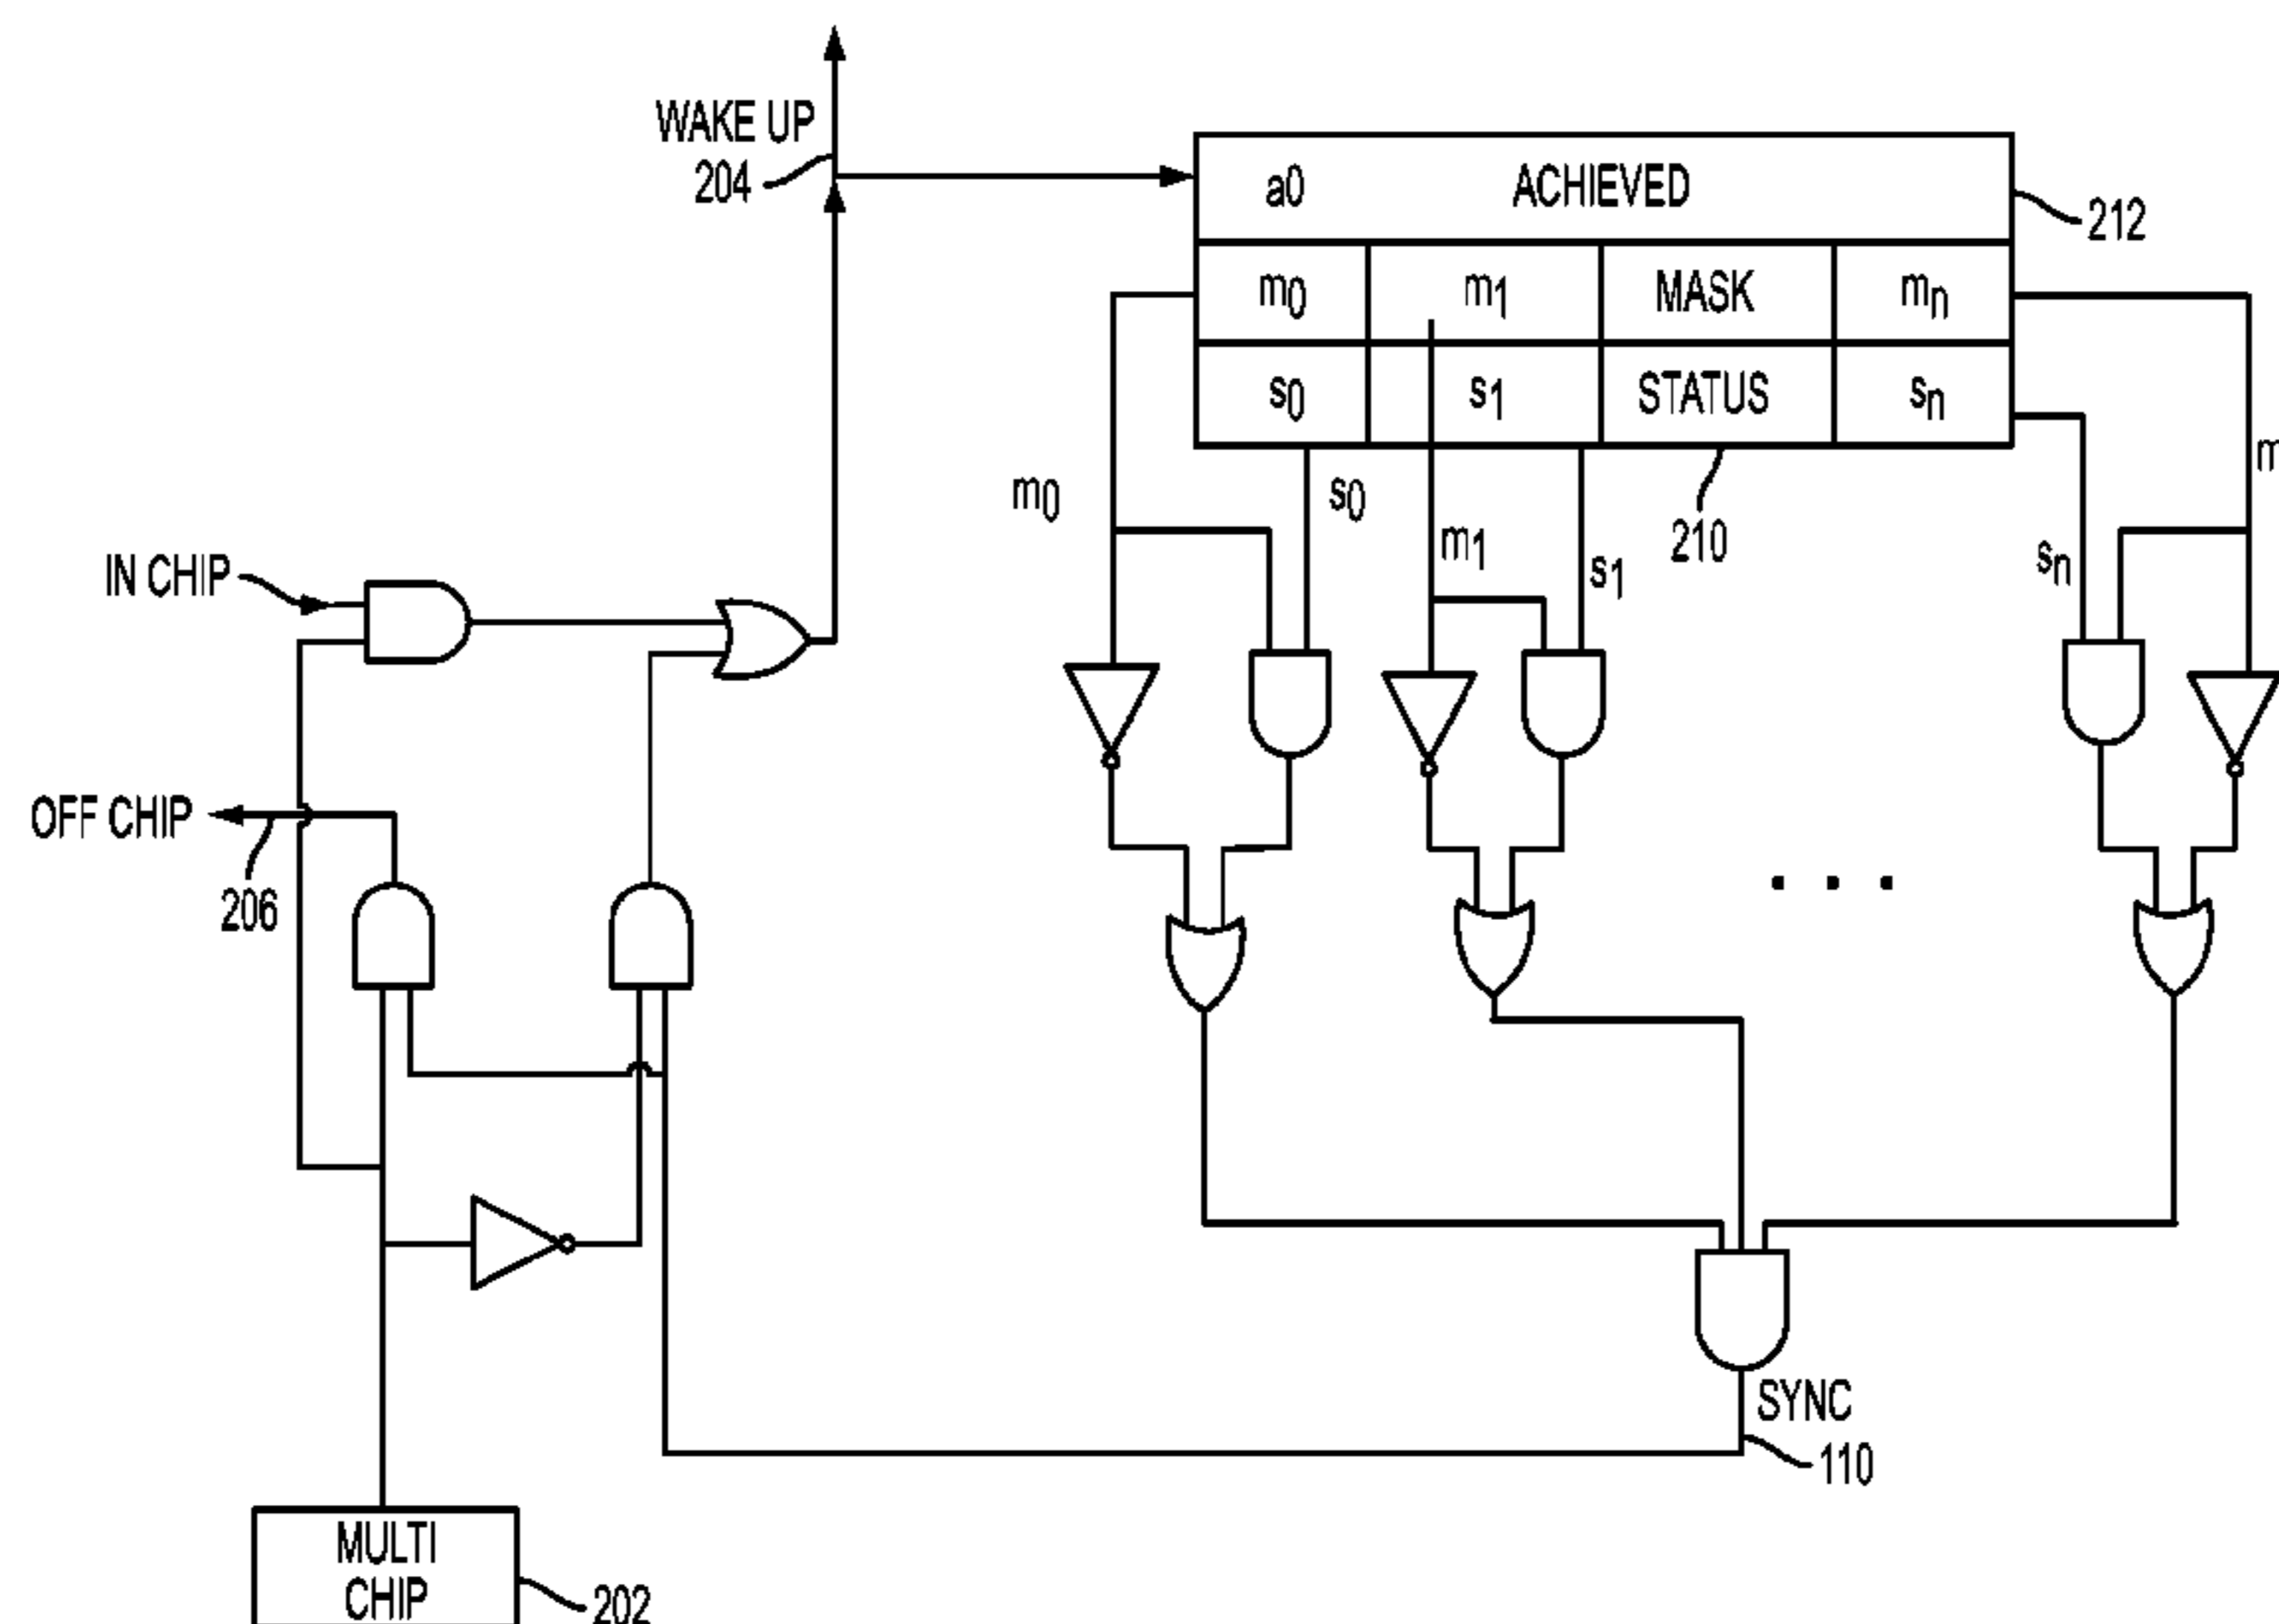 WAKE UP
204
a0 ACHIEVED
212
m0 m1 MASK mn
s0 s1 STATUS sn
210
m0
s0
m1
s1
sn
m
IN CHIP
OFF CHIP
206
. . .
SYNC
110
MULTI
CHIP
202